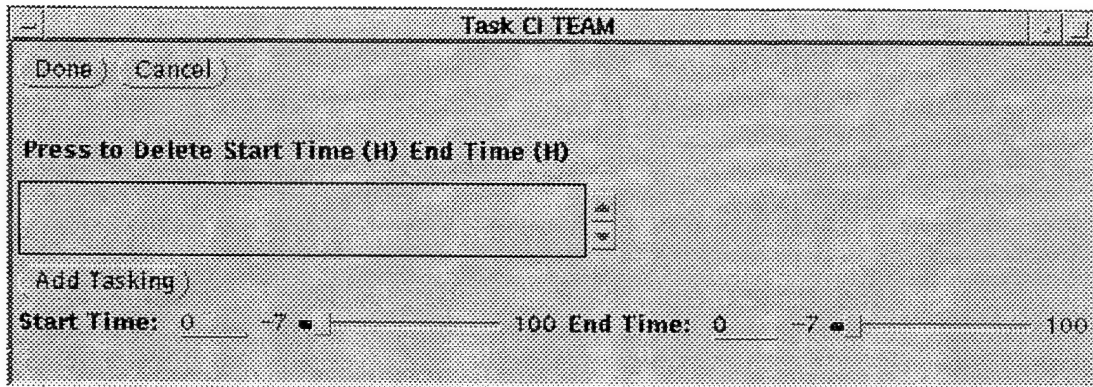 Task CI TEAM
Done Cancel
Press to Delete Start Time (H) End Time (H)
Add Tasking
Start Time: 0 -7 100 End Time: 0 -7 100